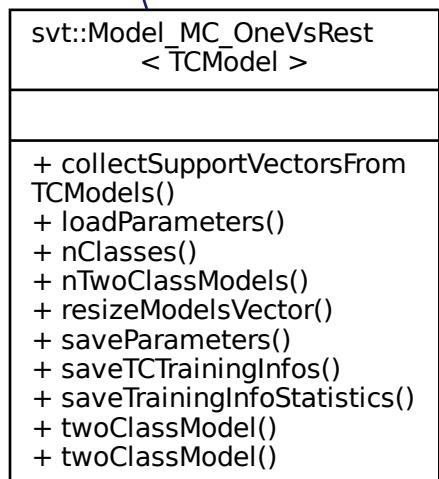 svt::Model_MC_OneVsRest
< TCModel >
+ collectSupportVectorsFrom
TCModels()
+ loadParameters()
+ nClasses()
+ nTwoClassModels()
+ resizeModelsVector()
+ saveParameters()
+ saveTCTrainingInfos()
+ saveTrainingInfoStatistics()
+ twoClassModel()
+ twoClassModel()